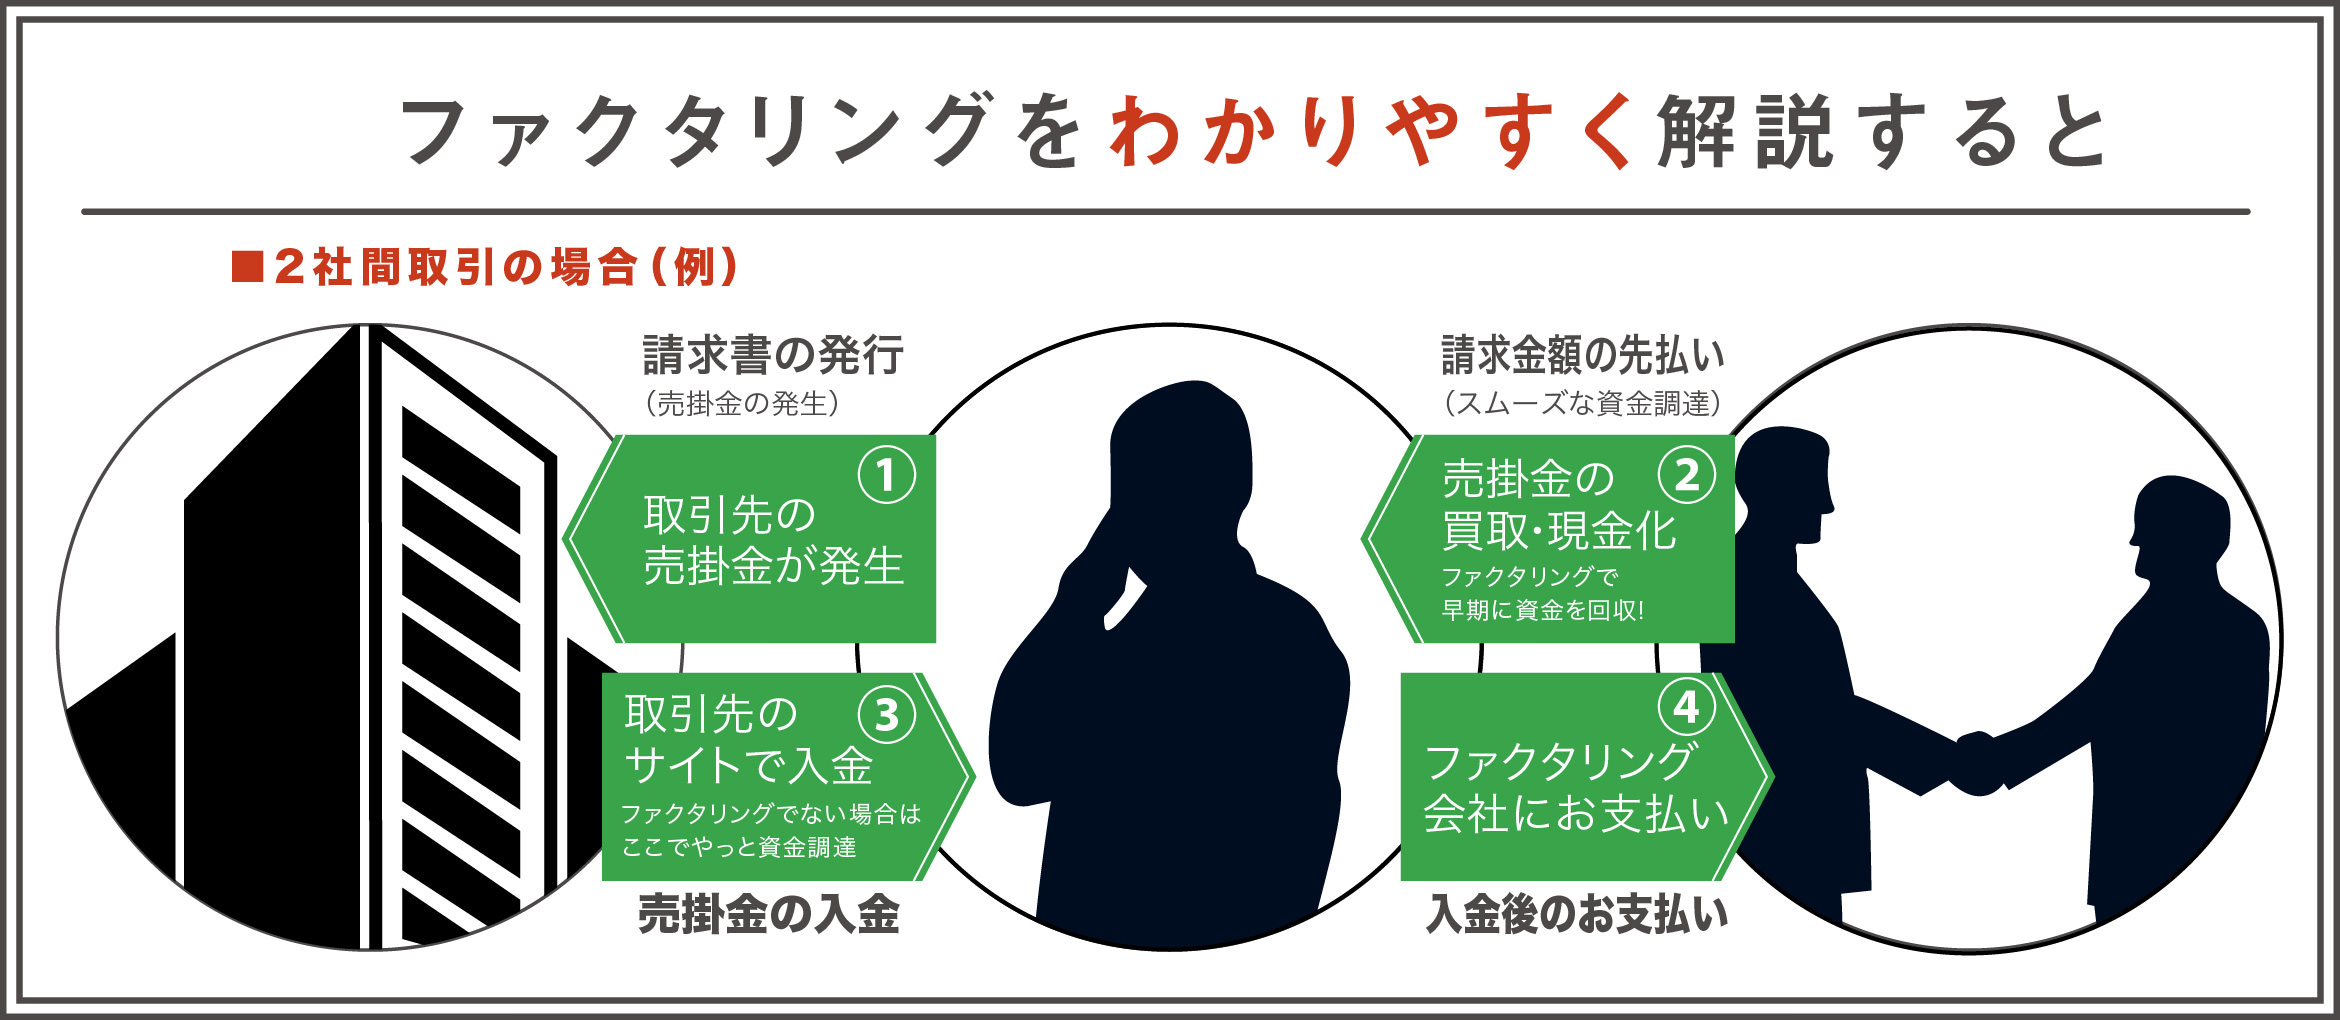 ファクタリングをわかりやすく解説すると
■2社間取引の場合(例)
請求書の発行
(売掛金の発生)
①
取引先の
売掛金が発生
請求金額の先払い
(スムーズな資金調達)
②
売掛金の
買取・現金化
ファクタリングで
早期に資金を回収!
③
取引先の
サイトで入金
ファクタリングでない場合は
ここでやっと資金調達
売掛金の入金
④
ファクタリング
会社にお支払い
入金後のお支払い